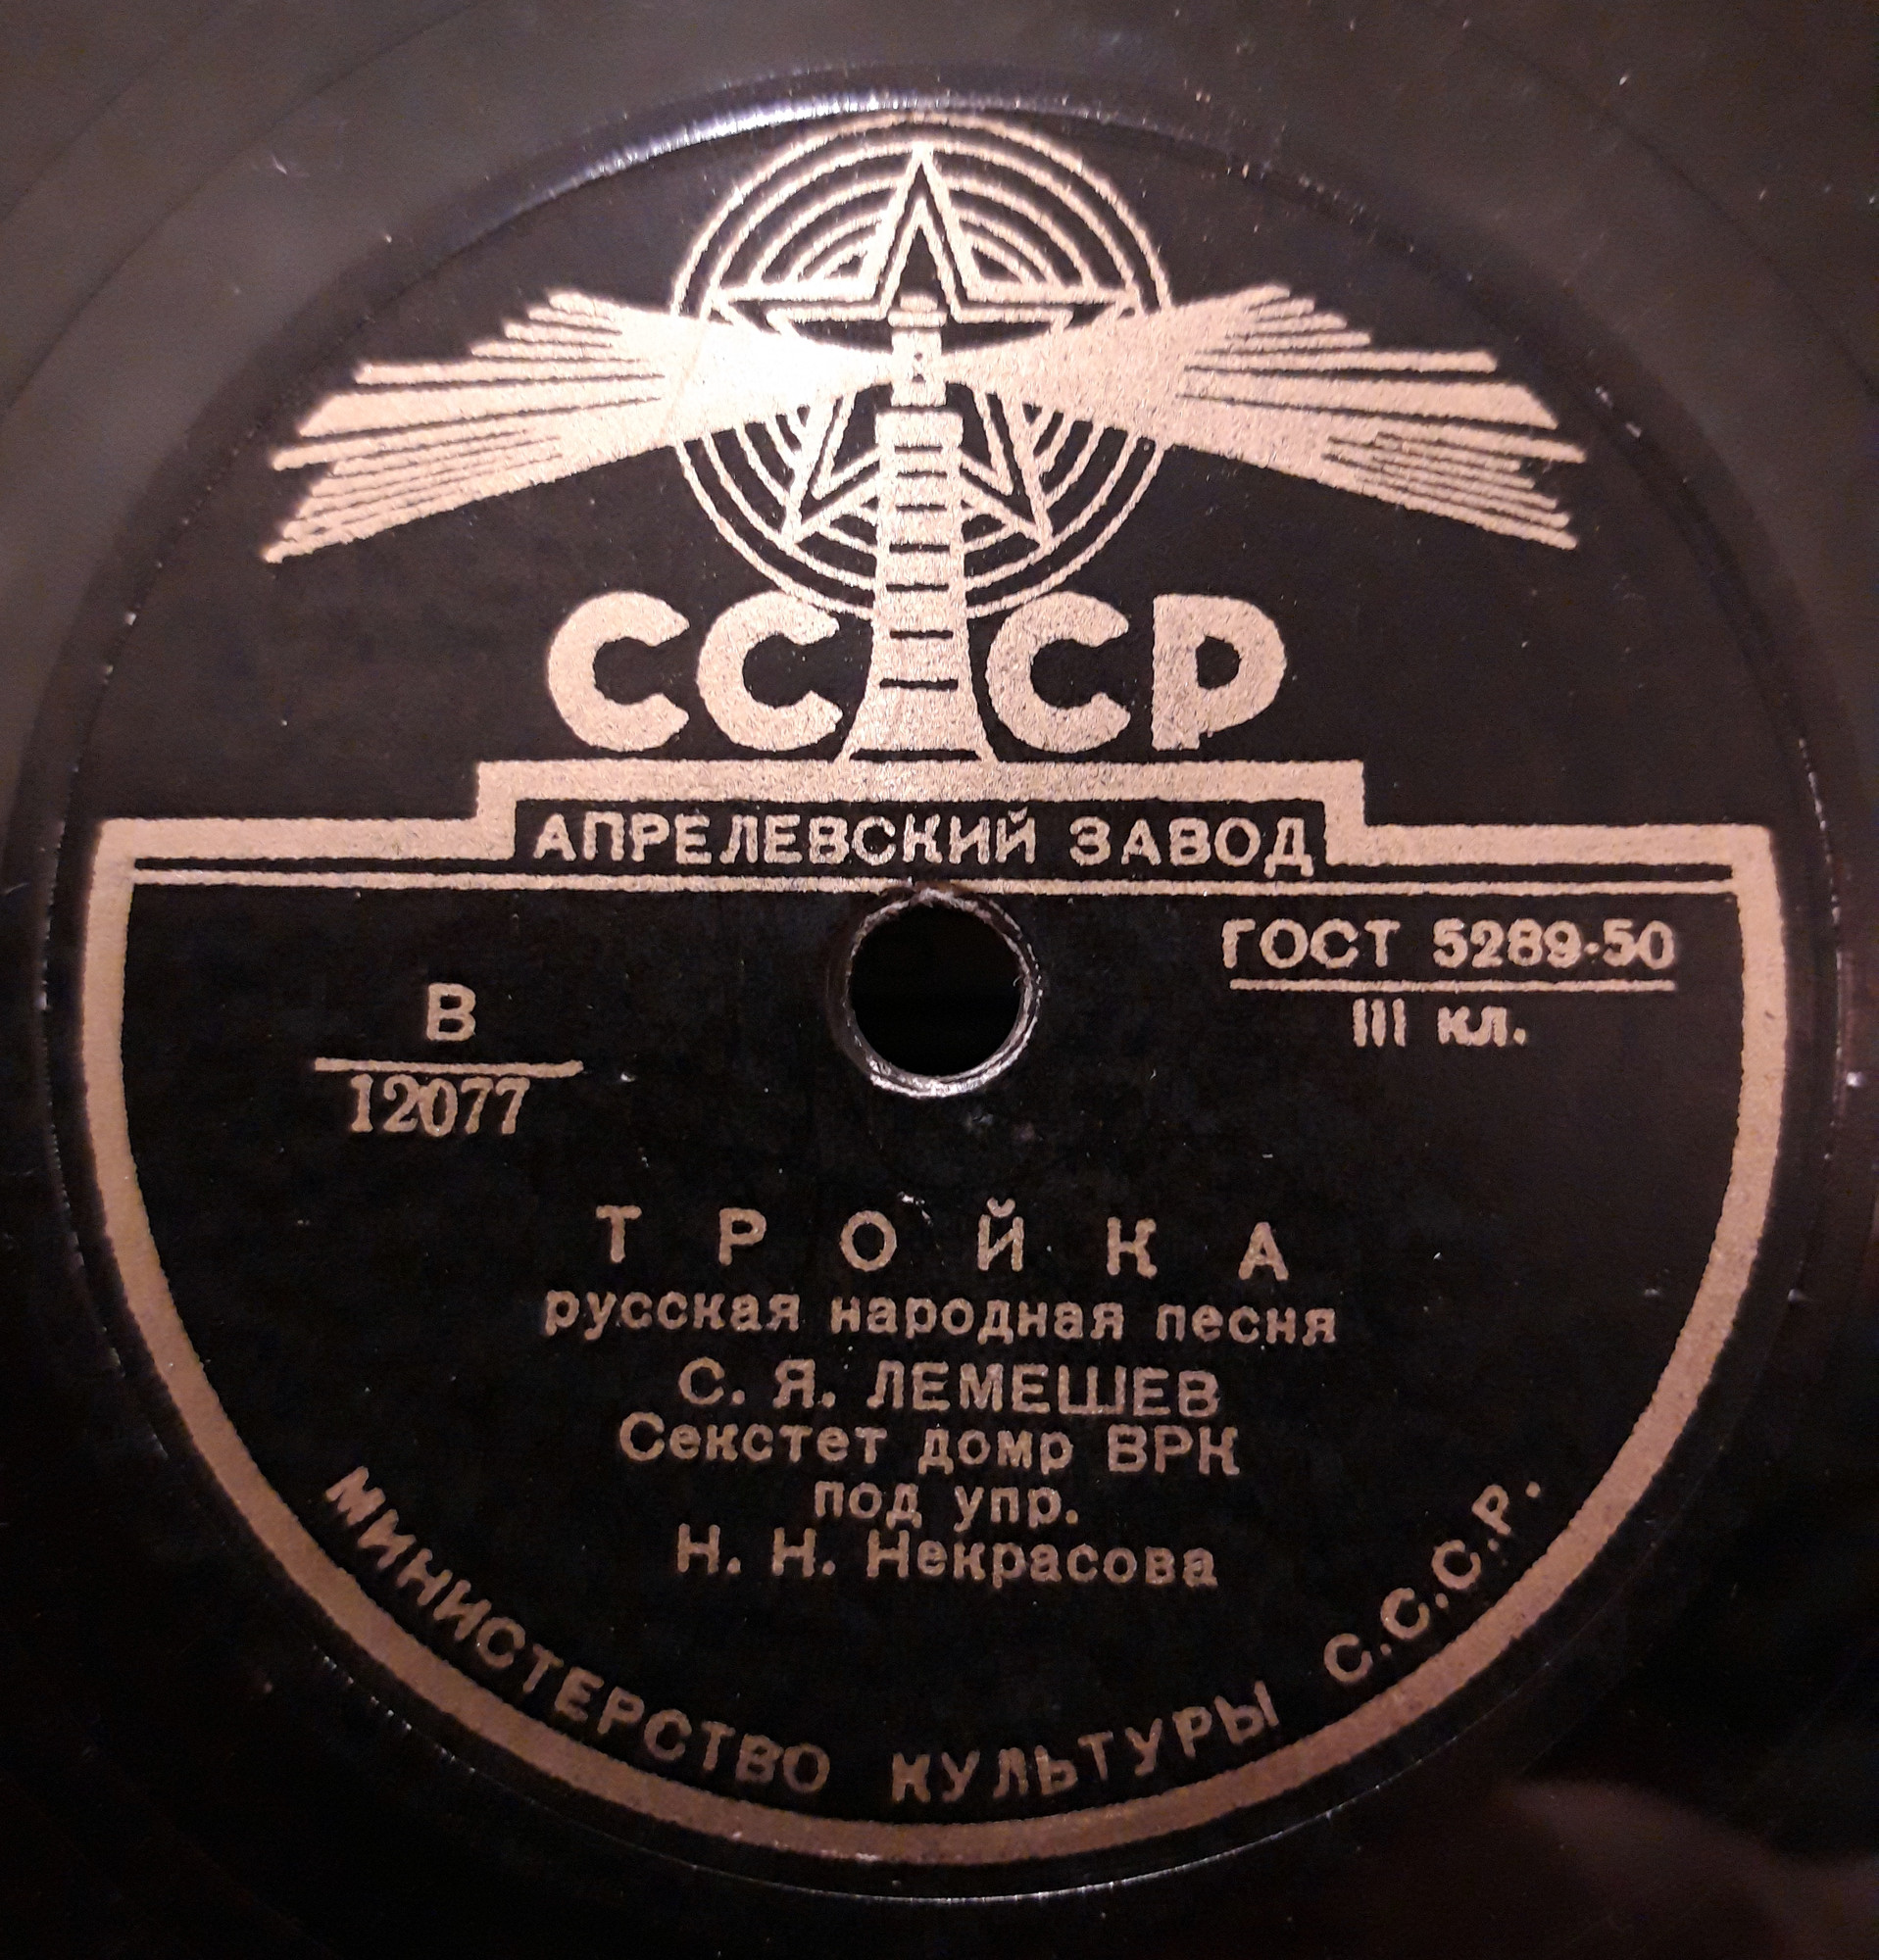 СССР
АПРЕЛЕВСКИЙ ЗАВОД
ГОСТ 5289-50
III кл.
В
12077
ТРОЙКА
русская народная песня
С. Я. ЛЕМЕШЕВ
Секстет домр ВРК
под упр.
Н. Н. Некрасова
МИНИСТЕРСТВО КУЛЬТУРЫ С.С.С.Р.